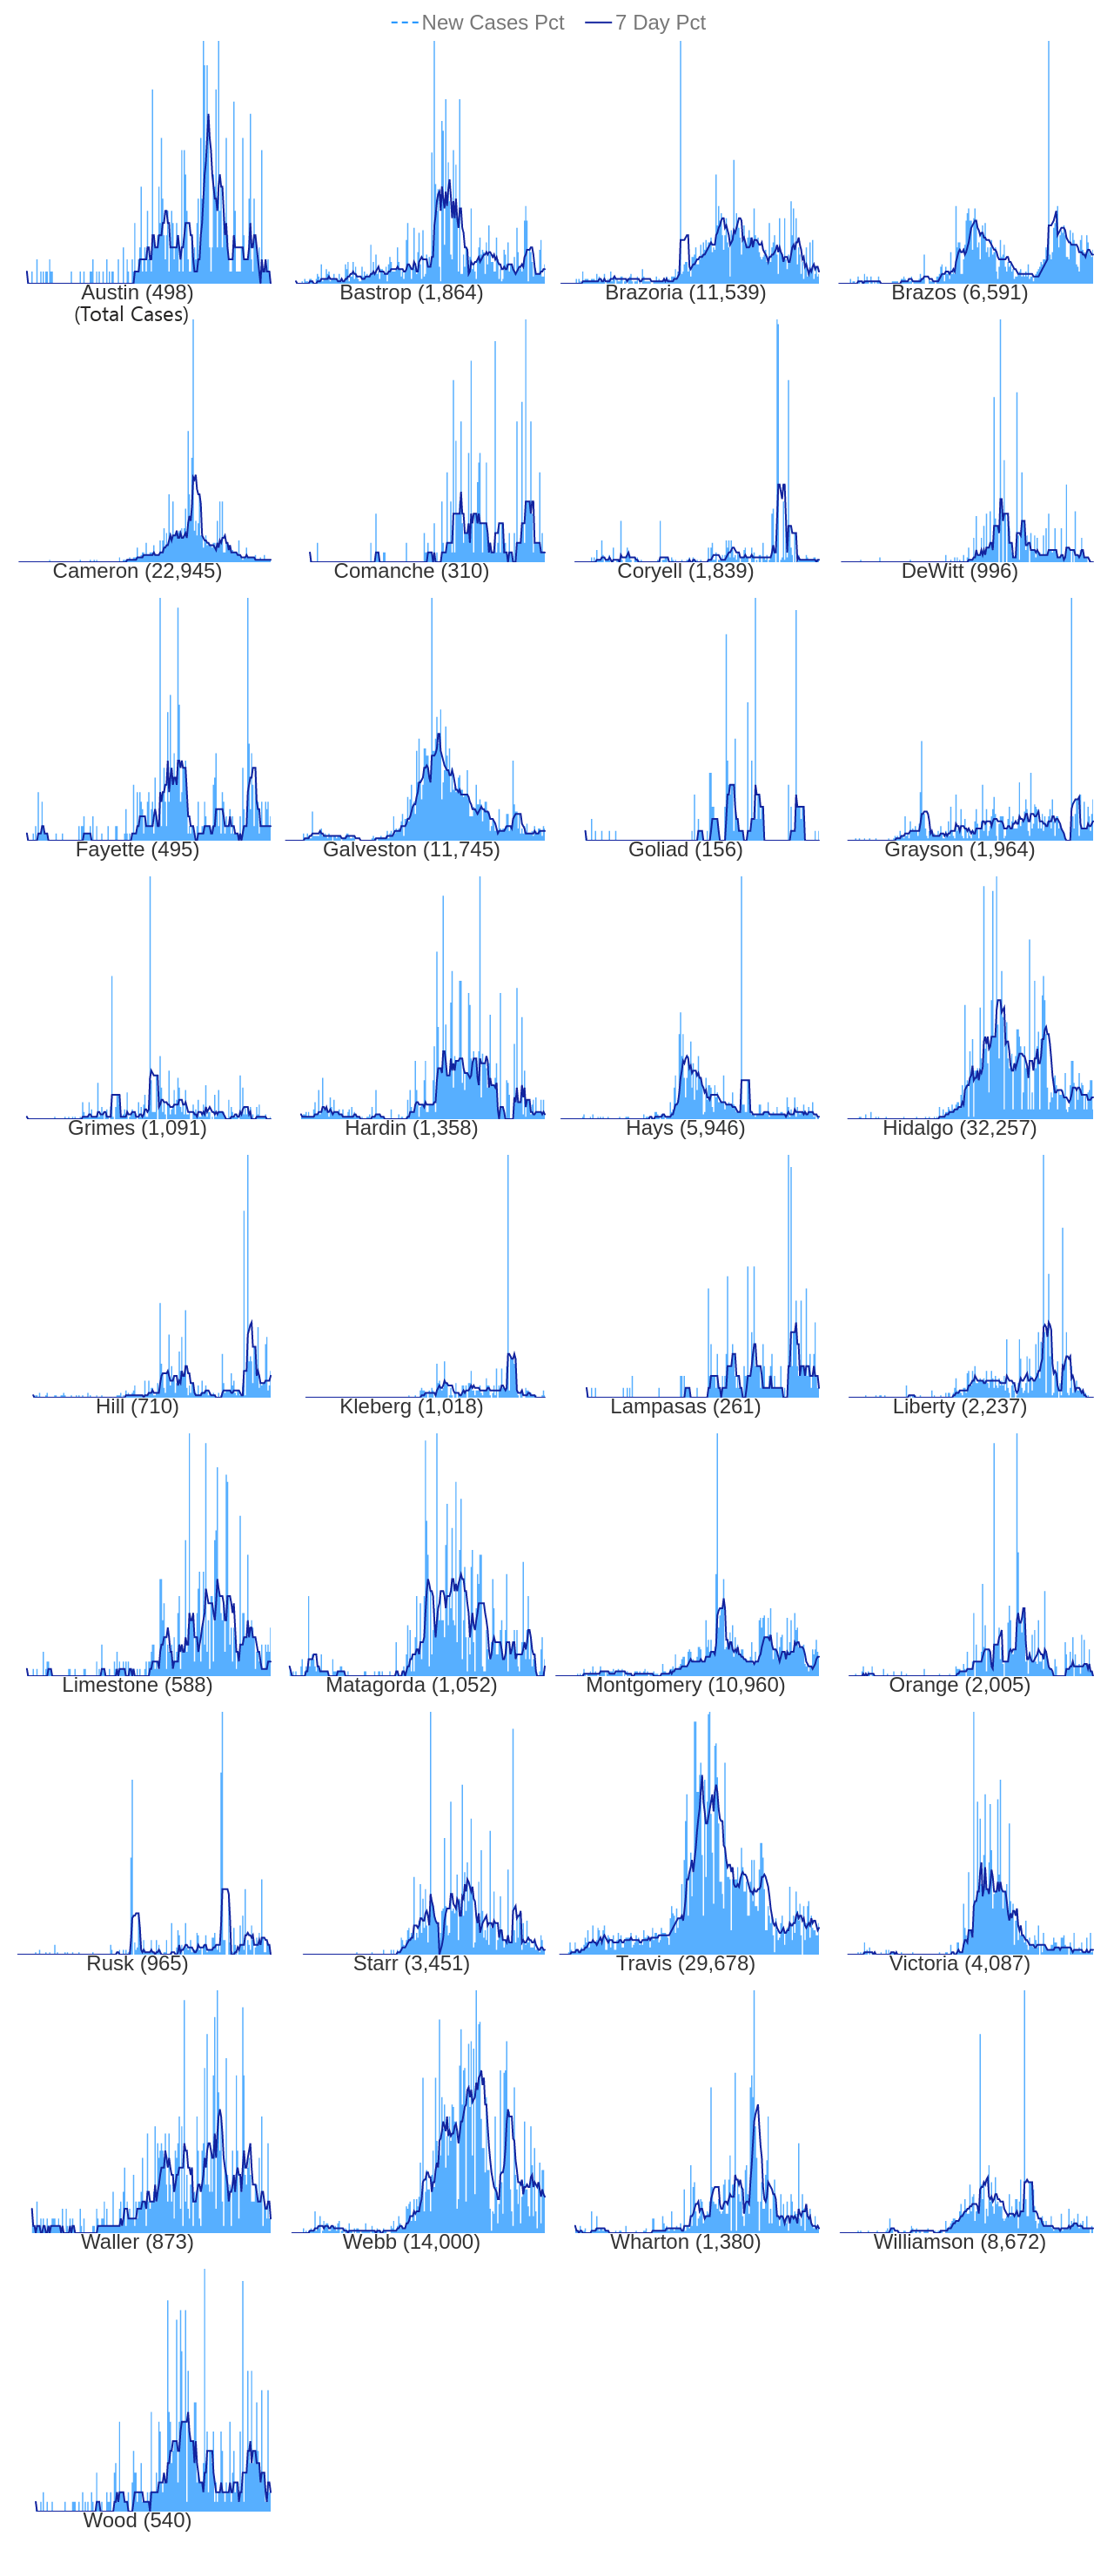 New Cases Pct 7 Day Pct
Austin (498) Bastrop (1,864) Brazoria (11,539) Brazos (6,591)
(Total Cases)
Cameron (22,945) Comanche (310) Coryell (1,839) DeWitt (996)
Fayette (495) Galveston (11,745) Goliad (156) Grayson (1,964)
Grimes (1,091) Hardin (1,358) Hays (5,946) Hidalgo (32,257)
Hill (710) Kleberg (1,018) Lampasas (261) Liberty (2,237)
Limestone (588) Matagorda (1,052) Montgomery (10,960) Orange (2,005)
Rusk (965) Starr (3,451) Travis (29,678) Victoria (4,087)
Waller (873) Webb (14,000) Wharton (1,380) Williamson (8,672)
Wood (540)